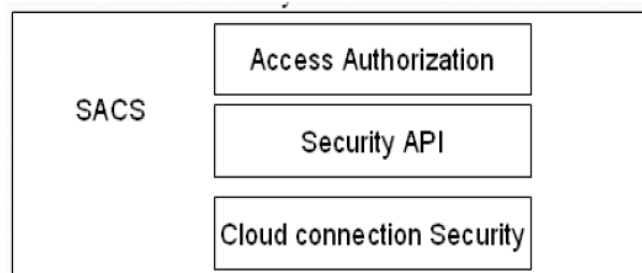 Access Authorization
SACS
Security API
Cloud connection Security